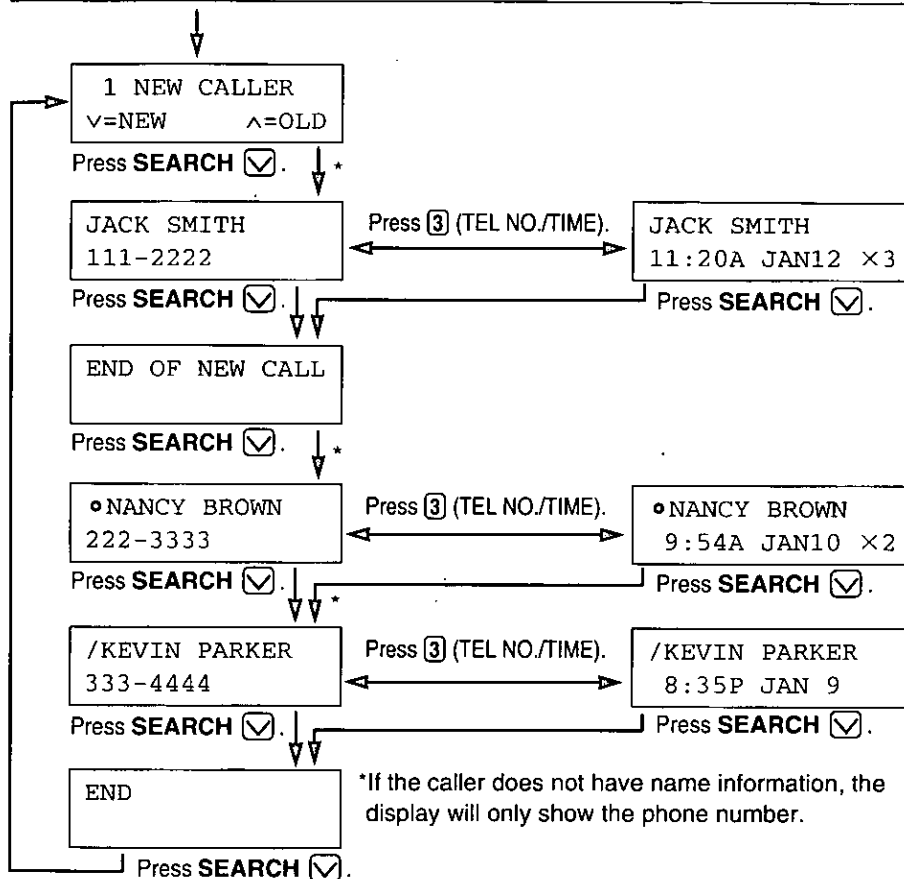 1 NEW CALLER
∨=NEW ∧=OLD
Press SEARCH ∨.
*
JACK SMITH
111-2222
Press 3 (TEL NO./TIME).
JACK SMITH
11:20A JAN12 ×3
Press SEARCH ∨.
Press SEARCH ∨.
END OF NEW CALL
Press SEARCH ∨.
*
NANCY BROWN
222-3333
Press 3 (TEL NO./TIME).
NANCY BROWN
9:54A JAN10 ×2
Press SEARCH ∨.
*
Press SEARCH ∨.
/KEVIN PARKER
333-4444
Press 3 (TEL NO./TIME).
/KEVIN PARKER
8:35P JAN 9
Press SEARCH ∨.
Press SEARCH ∨.
END
*If the caller does not have name information, the
display will only show the phone number.
Press SEARCH ∨.